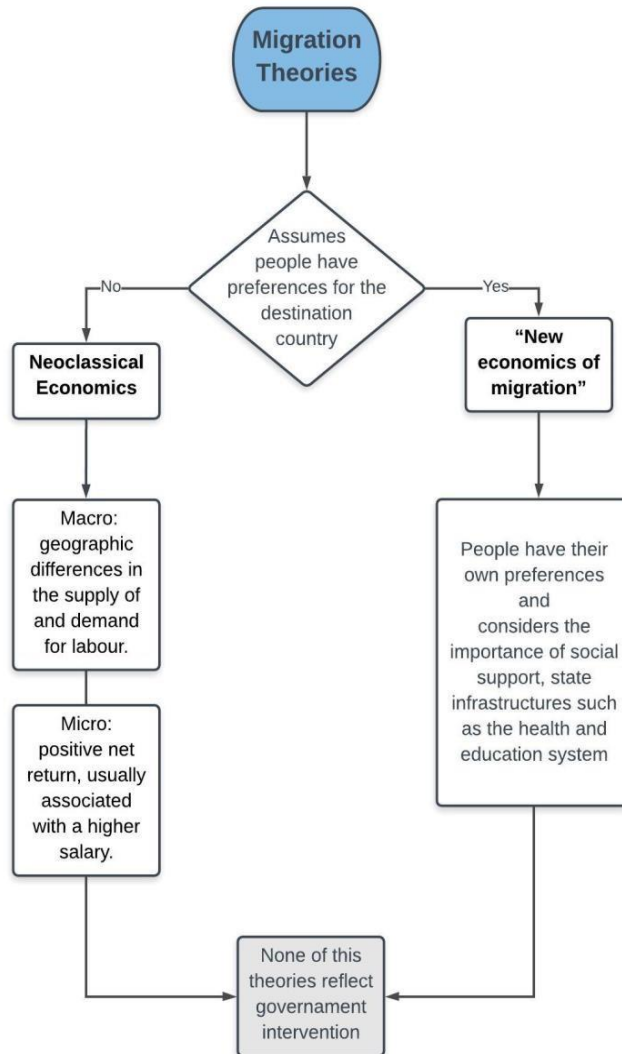 Migration
Theories
Assumes
people have
preferences for the
destination
country
No
Yes
Neoclassical
Economics
“New
economics of
migration”
Macro:
geographic
differences in
the supply of
and demand
for labour.
Micro:
positive net
return, usually
associated
with a higher
salary.
People have their
own preferences
and
considers the
importance of social
support, state
infrastructures such
as the health and
education system
None of this
theories reflect
governament
intervention